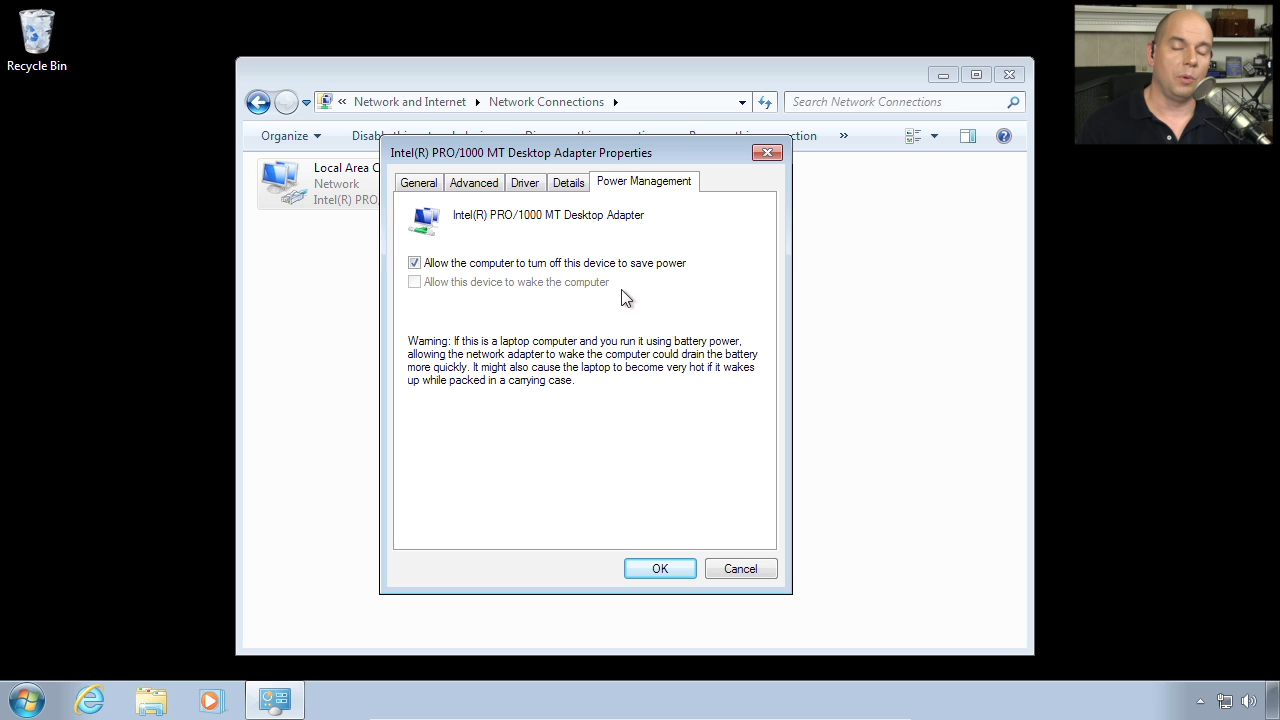 Recycle Bin
Network and Internet
Network Connections
Search Network Connections
Organize
Intel(R) PRO/1000 MT Desktop Adapter Properties
Local Area C
Network
Intel(R) PRO/
General
Advanced
Driver
Details
Power Management
Intel(R) PRO/1000 MT Desktop Adapter
Allow the computer to turn off this device to save power
Allow this device to wake the computer
Warning: If this is a laptop computer and you run it using battery power,
allowing the network adapter to wake the computer could drain the battery
more quickly. It might also cause the laptop to become very hot if it wakes
up while packed in a carrying case.
OK
Cancel